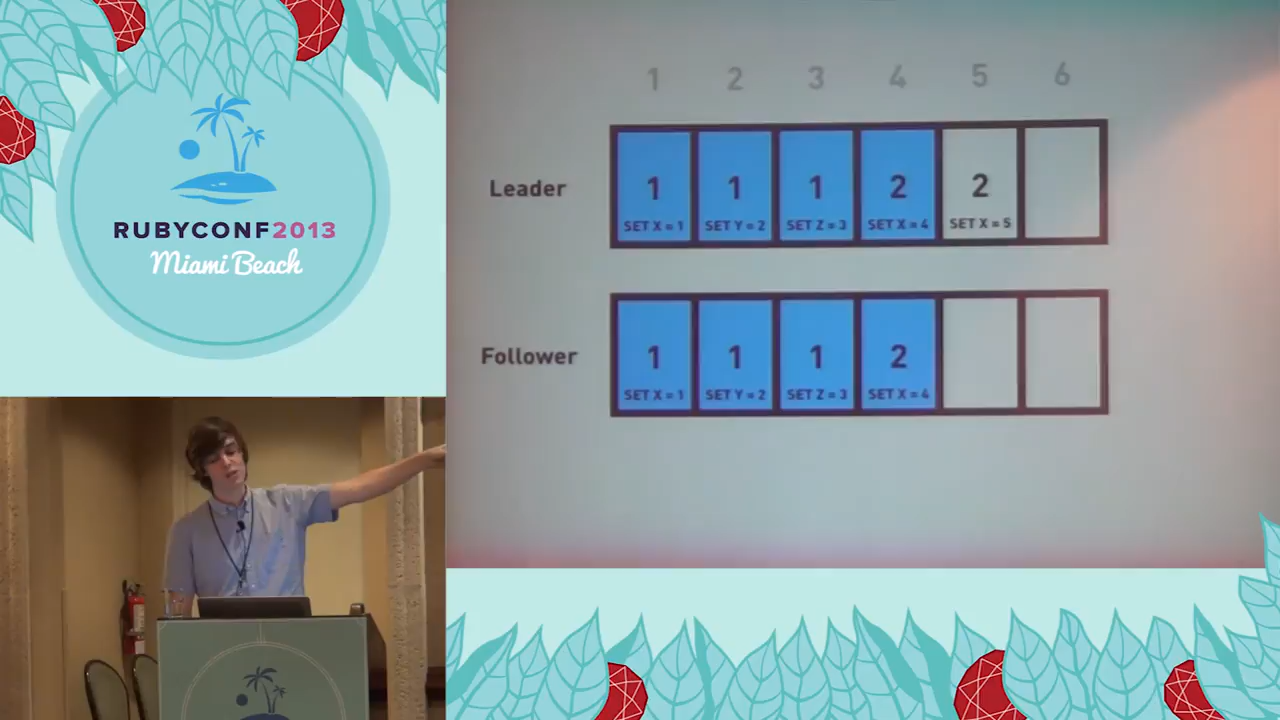 RUBYCONF2013
Miami Beach
1 2 3 4 5 6
Leader
1 1 1 2 2
SET X = 1 SET Y = 2 SET Z = 3 SET X = 4 SET X = 5
Follower
1 1 1 2
SET X = 1 SET Y = 2 SET Z = 3 SET X = 4